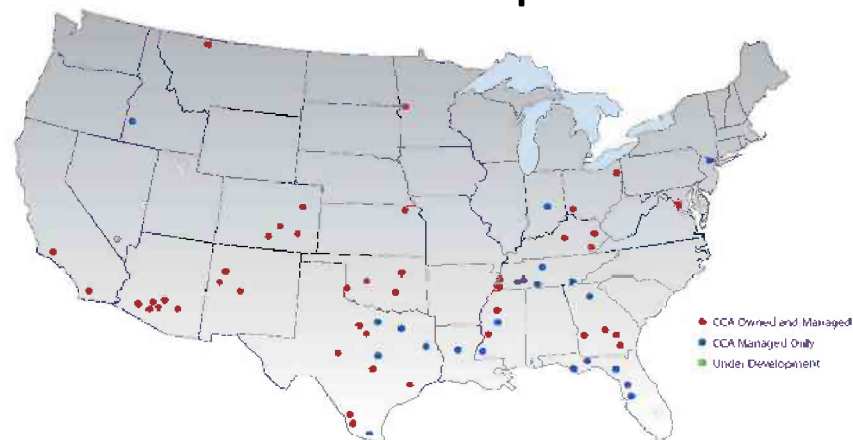 CCA Owned and Managed
CCA Managed Only
Under Development